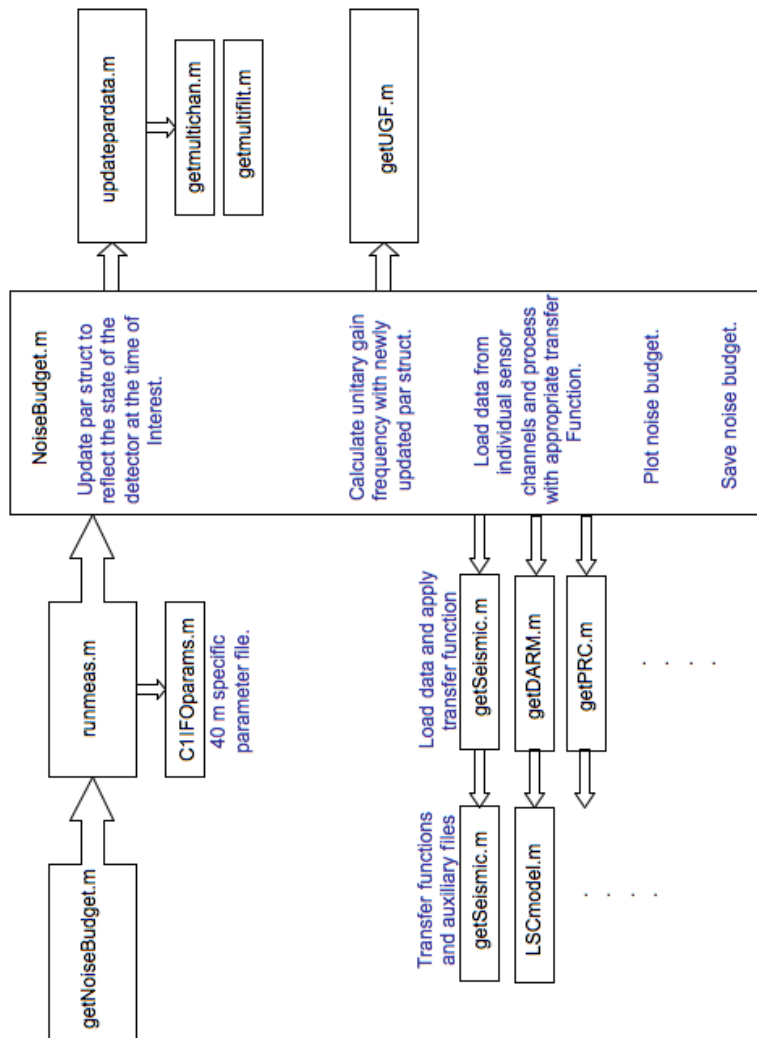 getNoiseBudget.m
runmeas.m
C1IFOparams.m
40 m specific
parameter file.
NoiseBudget.m
Update par struct to
reflect the state of the
detector at the time of
Interest.
Calculate unitary gain
frequency with newly
updated par struct.
Load data from
individual sensor
channels and process
with appropriate transfer
Function.
Plot noise budget.
Save noise budget.
updatepardata.m
getmultichan.m
getmultifilt.m
getUGF.m
Transfer functions
and auxiliary files
getSeismic.m
LSCmodel.m
. . . .
Load data and apply
transfer function
getSeismic.m
getDARM.m
getPRC.m
. . . .